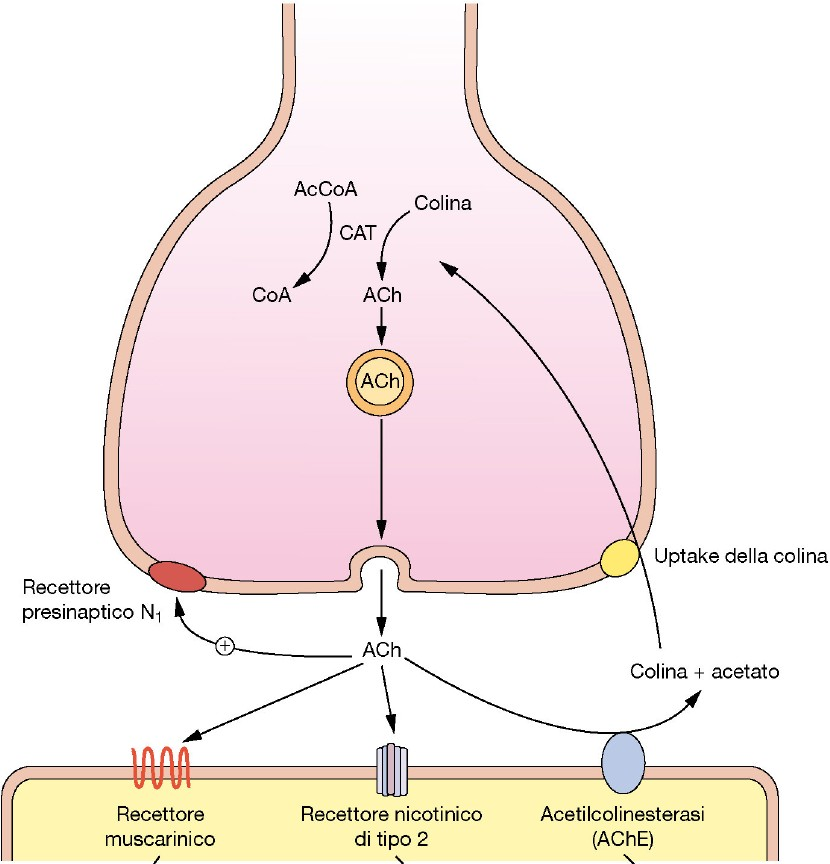 AcCoA
Colina
CAT
CoA
ACh
ACh
Uptake della colina
Recettore
presinaptico N₁
+
ACh
Colina + acetato
Recettore
muscarinico
Recettore nicotinico
di tipo 2
Acetilcolinesterasi
(AChE)